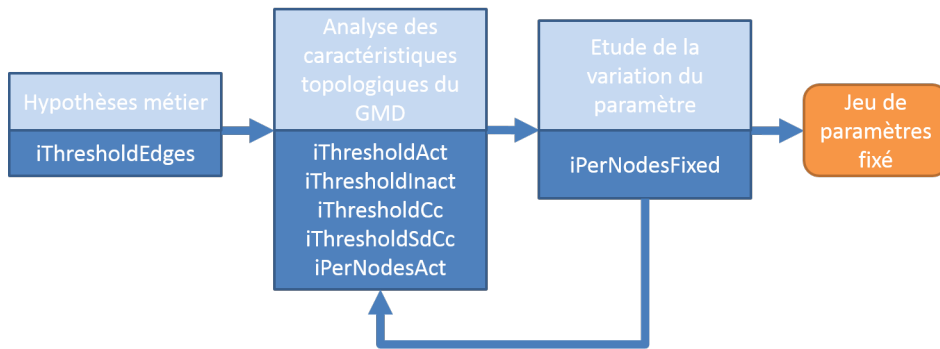 Hypothèses métier
iThresholdEdges
Analyse des
caractéristiques
topologiques du
GMD
iThresholdAct
iThresholdInact
iThresholdCc
iThresholdSdCc
iPerNodesAct
Etude de la
variation du
paramètre
iPerNodesFixed
Jeu de
paramètres
fixé